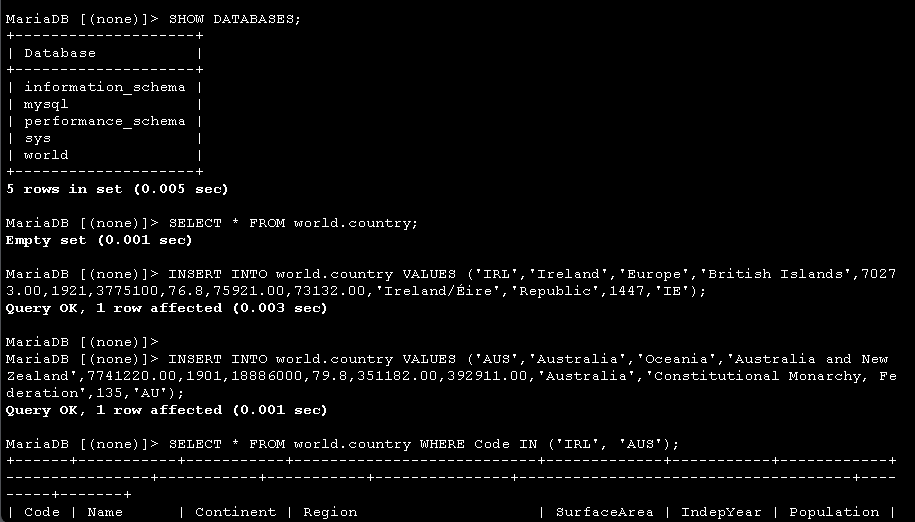 MariaDB [(none)]> SHOW DATABASES;
+--------------------+
| Database           |
+--------------------+
| information_schema |
| mysql              |
| performance_schema |
| sys                |
| world              |
+--------------------+
5 rows in set (0.005 sec)
MariaDB [(none)]> SELECT * FROM world.country;
Empty set (0.001 sec)
MariaDB [(none)]> INSERT INTO world.country VALUES ('IRL','Ireland','Europe','British Islands',7027
3.00,1921,3775100,76.8,75921.00,73132.00,'Ireland/Éire','Republic',1447,'IE');
Query OK, 1 row affected (0.003 sec)
MariaDB [(none)]>
MariaDB [(none)]> INSERT INTO world.country VALUES ('AUS','Australia','Oceania','Australia and New
Zealand',7741220.00,1901,18886000,79.8,351182.00,392911.00,'Australia','Constitutional Monarchy, Fe
deration',135,'AU');
Query OK, 1 row affected (0.001 sec)
MariaDB [(none)]> SELECT * FROM world.country WHERE Code IN ('IRL', 'AUS');
+------+-----------+-----------+---------------------------+-------------+-----------+------------+
----------------+-----------+-----------+---------------+-------------------------------------+----
-----+-------+
| Code | Name      | Continent | Region                    | SurfaceArea | IndepYear | Population |